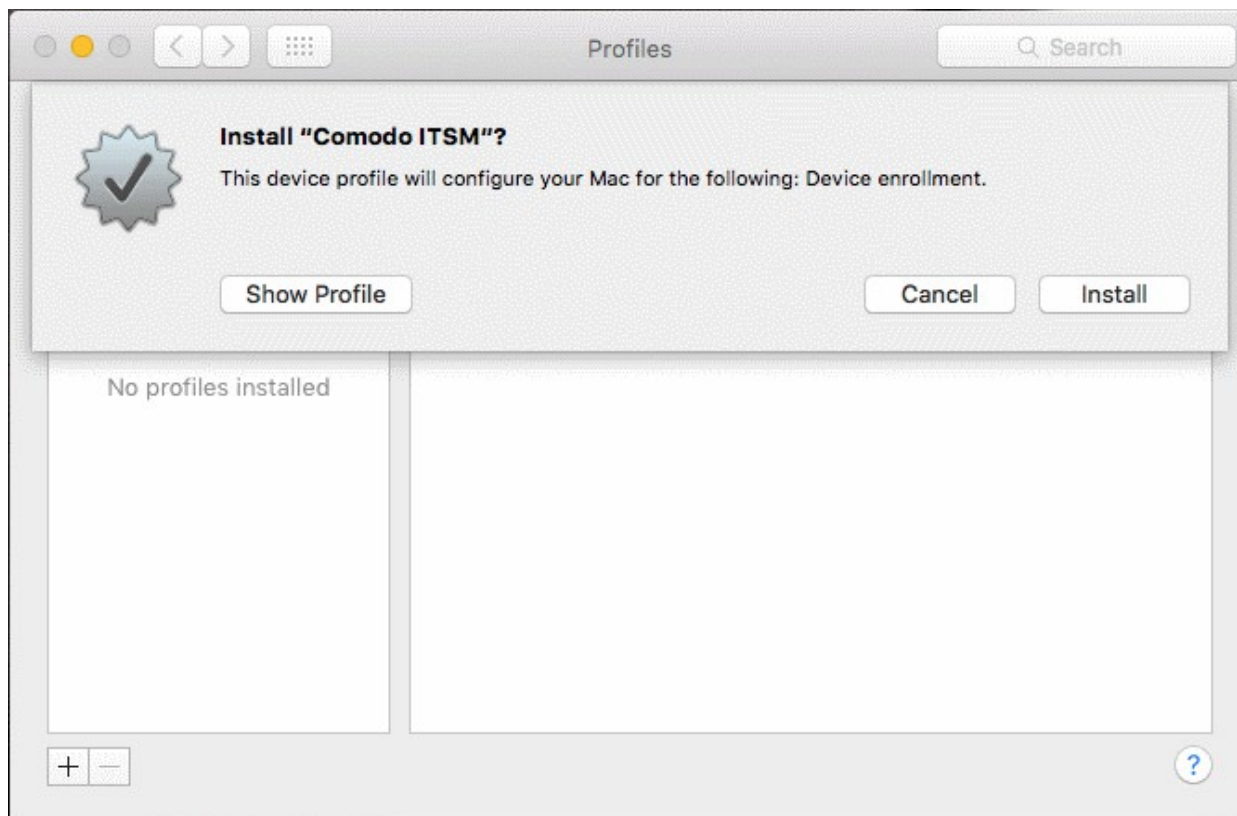 Profiles
Search
Install “Comodo ITSM”?
This device profile will configure your Mac for the following: Device enrollment.
Show Profile
Cancel
Install
No profiles installed
+ −
?